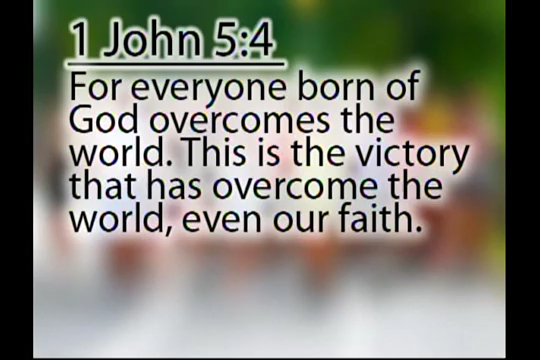 1 John 5:4
For everyone born of
God overcomes the
world. This is the victory
that has overcome the
world, even our faith.